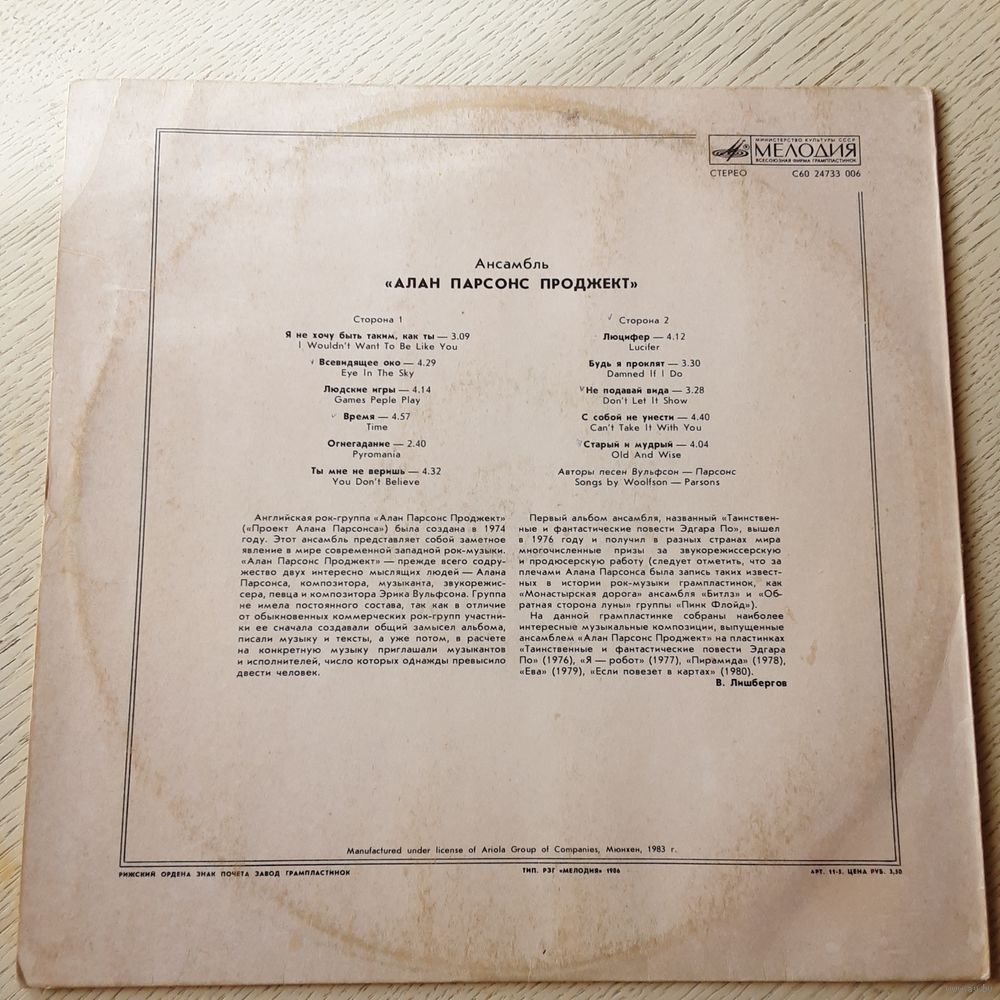 МИНИСТЕРСТВО КУЛЬТУРЫ СССР
МЕЛОДИЯ
ВСЕСОЮЗНАЯ ФИРМА ГРАМПЛАСТИНОК
СТЕРЕО С60 24733 006
Ансамбль
«АЛАН ПАРСОНС ПРОДЖЕКТ»
Сторона 1
Я не хочу быть таким, как ты — 3.09
I Wouldn't Want To Be Like You
Всевидящее око — 4.29
Eye In The Sky
Людские игры — 4.14
Games Peple Play
Время — 4.57
Time
Огнегадание — 2.40
Pyromania
Ты мне не веришь — 4.32
You Don't Believe
Сторона 2
Люцифер — 4.12
Lucifer
Будь я проклят — 3.30
Damned If I Do
Не подавай вида — 3.28
Don't Let It Show
С собой не унести — 4.40
Can't Take It With You
Старый и мудрый — 4.04
Old And Wise
Авторы песен Вульфсон — Парсонс
Songs by Woolfson — Parsons
Английская рок-группа «Алан Парсонс Проджект»
(«Проект Алана Парсонса») была создана в 1974
году. Этот ансамбль представляет собой заметное
явление в мире современной западной рок-музыки.
«Алан Парсонс Проджект» — прежде всего содру-
жество двух интересно мыслящих людей — Алана
Парсонса, композитора, музыканта, звукорежис-
сера, певца и композитора Эрика Вульфсона. Группа
не имела постоянного состава, так как в отличие
от обыкновенных коммерческих рок-групп участни-
ки ее сначала создавали общий замысел альбома,
писали музыку и тексты, а уже потом, в расчете
на конкретную музыку приглашали музыкантов
и исполнителей, число которых однажды превысило
двести человек.
Первый альбом ансамбля, названный «Таинствен-
ные и фантастические повести Эдгара По», вышел
в 1976 году и получил в разных странах мира
многочисленные призы за звукорежиссерскую
и продюсерскую работу (следует отметить, что за
плечами Алана Парсонса была запись таких извест-
ных в истории рок-музыки грампластинок, как
«Монастырская дорога» ансамбля «Битлз» и «Об-
ратная сторона луны» группы «Пинк Флойд»).
На данной грампластинке собраны наиболее
интересные музыкальные композиции, выпущенные
ансамблем «Алан Парсонс Проджект» на пластинках
«Таинственные и фантастические повести Эдгара
По» (1976), «Я — робот» (1977), «Пирамида» (1978),
«Ева» (1979), «Если повезет в картах» (1980).
В. Лишбергов
Manufactured under license of Ariola Group of Companies, Мюнхен, 1983 г.
РИЖСКИЙ ОРДЕНА ЗНАК ПОЧЕТА ЗАВОД ГРАМПЛАСТИНОК ТИП. РЗГ «МЕЛОДИЯ» 1986 АРТ. 11-3. ЦЕНА РУБ. 3,50